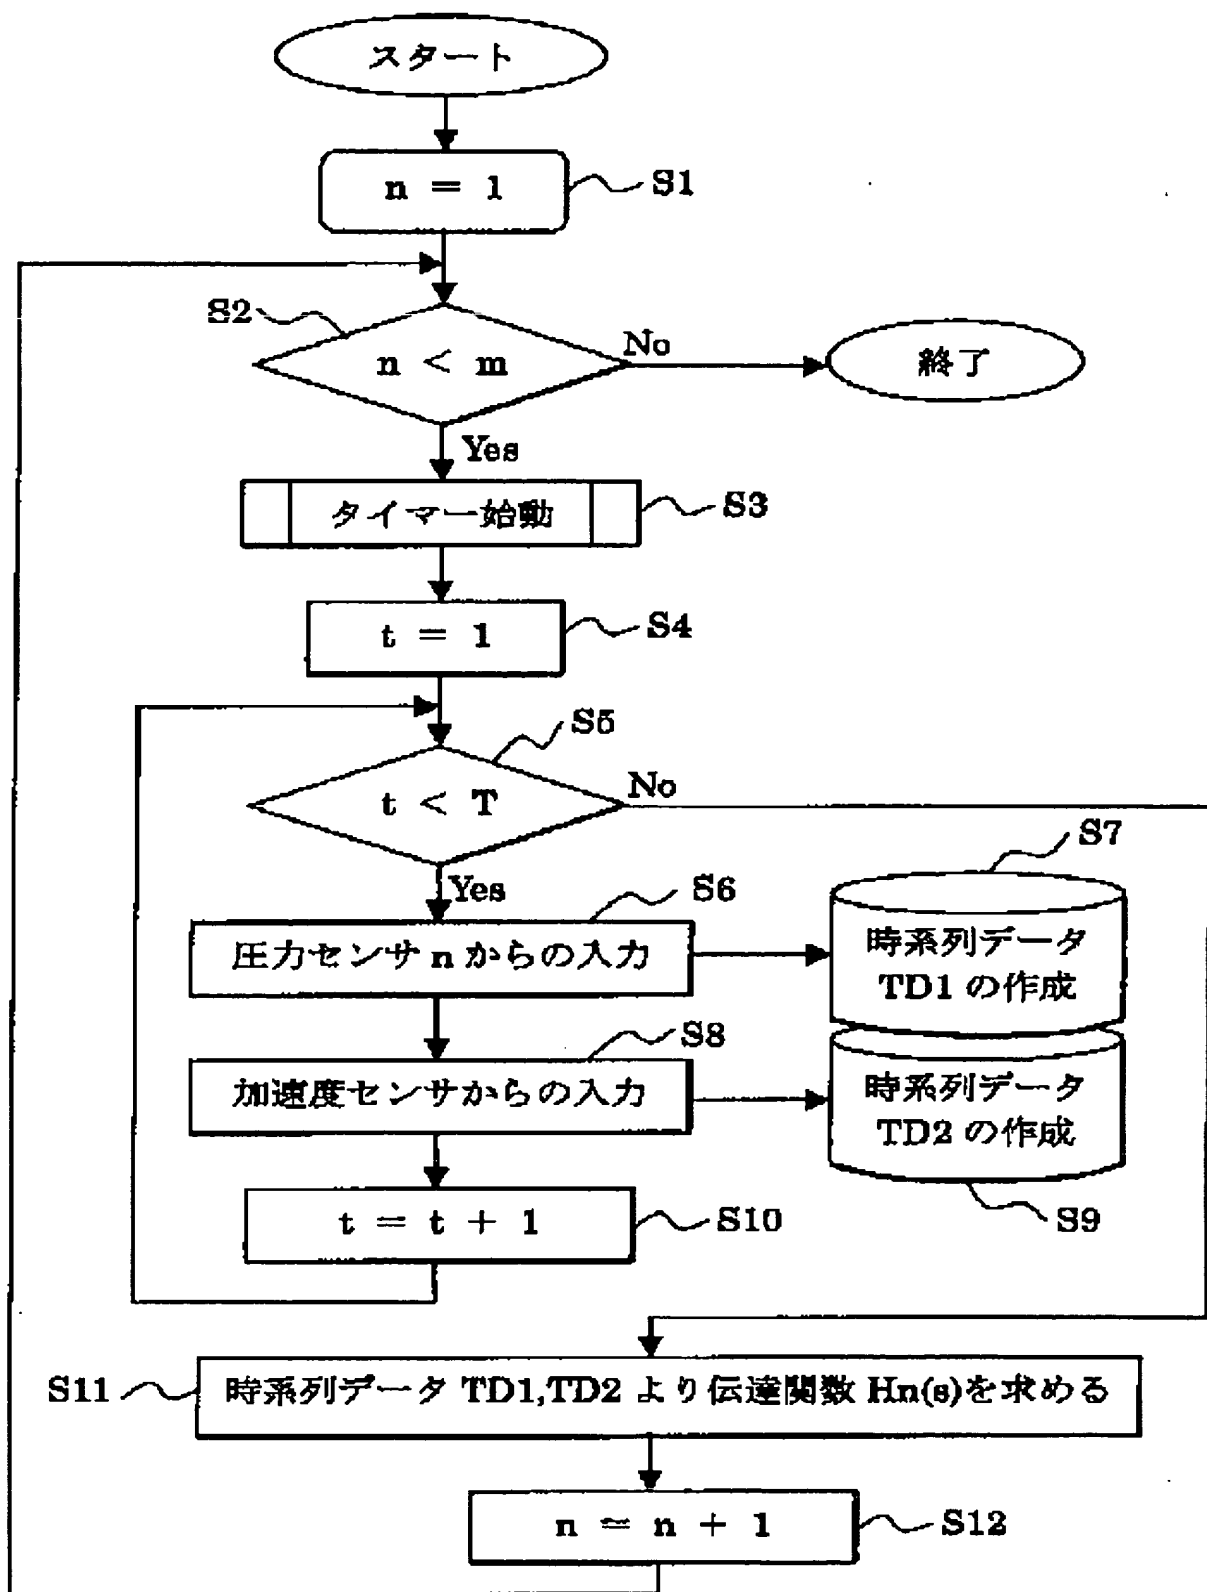 スタート
n = 1
S1
S2
n < m
No
終了
Yes
タイマー始動
S3
t = 1
S4
S5
t < T
No
Yes
S6
圧力センサ n からの入力
S7
時系列データ
TD1 の作成
S8
加速度センサからの入力
時系列データ
TD2 の作成
S9
t = t + 1
S10
S11
時系列データ TD1,TD2 より伝達関数 Hn(s)を求める
n = n + 1
S12